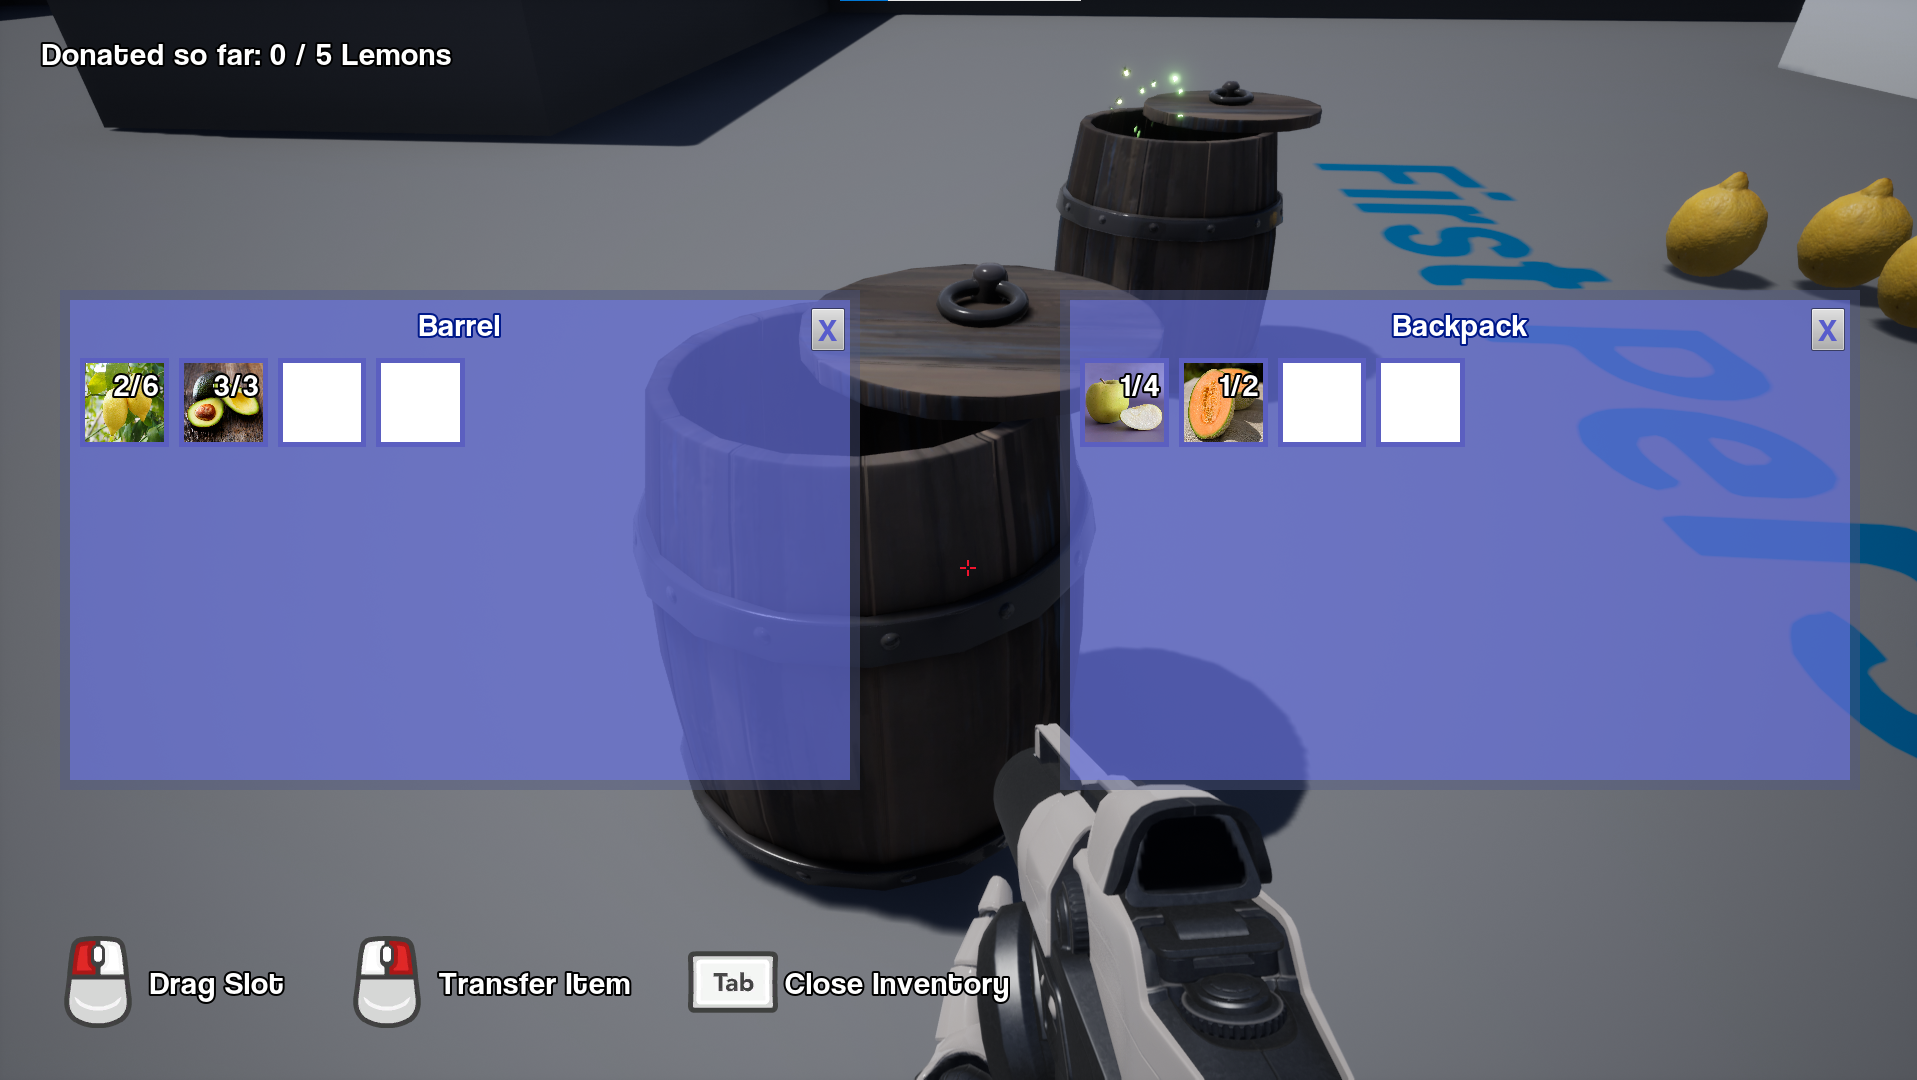 Donated so far: 0 / 5 Lemons
First
Per
Barrel
X
2/6
3/3
Backpack
X
1/4
1/2
Drag Slot
Transfer Item
Tab
Close Inventory